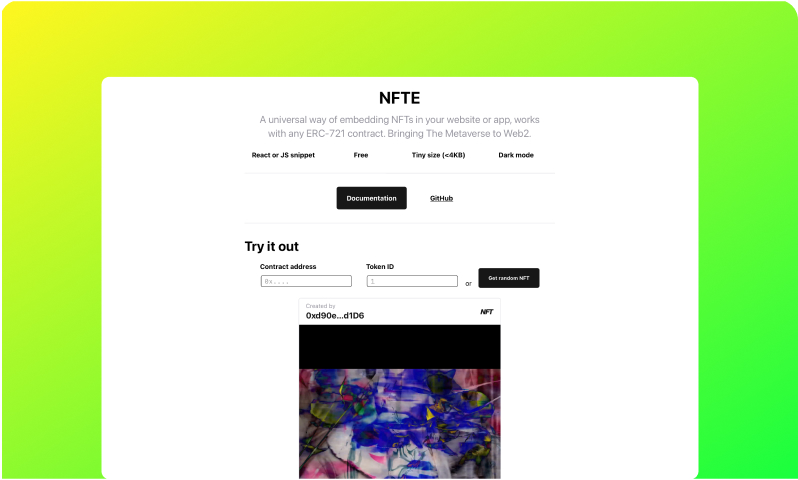 NFTE
A universal way of embedding NFTs in your website or app, works
with any ERC-721 contract. Bringing The Metaverse to Web2.
React or JS snippet Free Tiny size (<4KB) Dark mode
Documentation GitHub
Try it out
Contract address Token ID
0x.... 1 or Get random NFT
Created by
0xd90e...d1D6 NFT